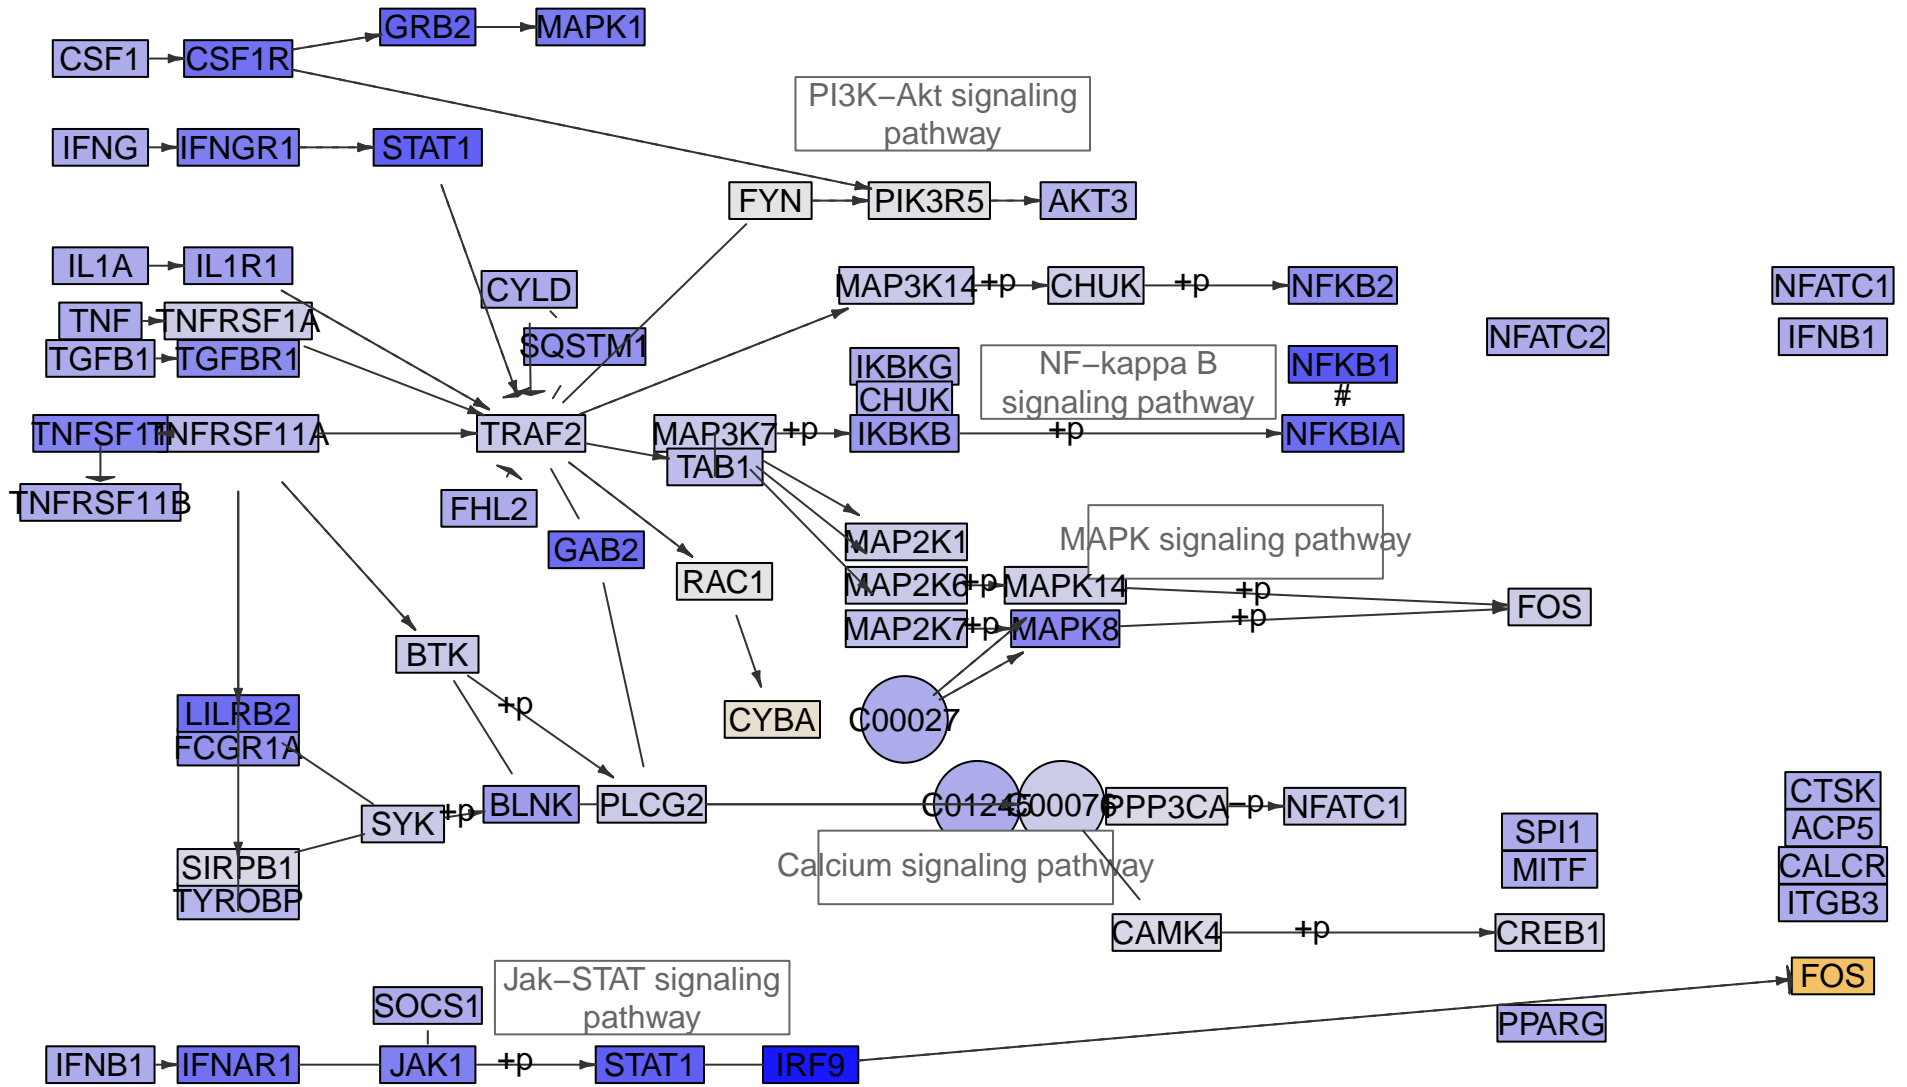 GRB2
MAPK1
CSF1
CSF1R
PI3K−Akt signaling
pathway
IFNG
IFNGR1
STAT1
FYN
PIK3R5
AKT3
IL1A
IL1R1
CYLD
MAP3K14
+p
CHUK
+p
NFKB2
NFATC1
TNF
TNFRSF1A
SQSTM1
NFATC2
IFNB1
TGFB1
TGFBR1
IKBKG
NF−kappa B
signaling pathway
NFKB1
#
CHUK
TNFRSF11A
TRAF2
MAP3K7
+p
IKBKB
+p
NFKBIA
TAB1
TNFRSF11B
FHL2
GAB2
MAP2K1
MAPK signaling pathway
RAC1
MAP2K6
+p
MAPK14
+p
FOS
MAP2K7
+p
MAPK8
+p
BTK
+p
LILRB2
CYBA
C00027
FCGR1A
SYK
+p
BLNK
PLCG2
C01245
C00076
PPP3CA
−p
NFATC1
CTSK
SPI1
ACP5
SIRPB1
Calcium signaling pathway
MITF
CALCR
TYROBP
ITGB3
CAMK4
+p
CREB1
Jak−STAT signaling
pathway
FOS
SOCS1
PPARG
IFNB1
IFNAR1
JAK1
+p
STAT1
IRF9